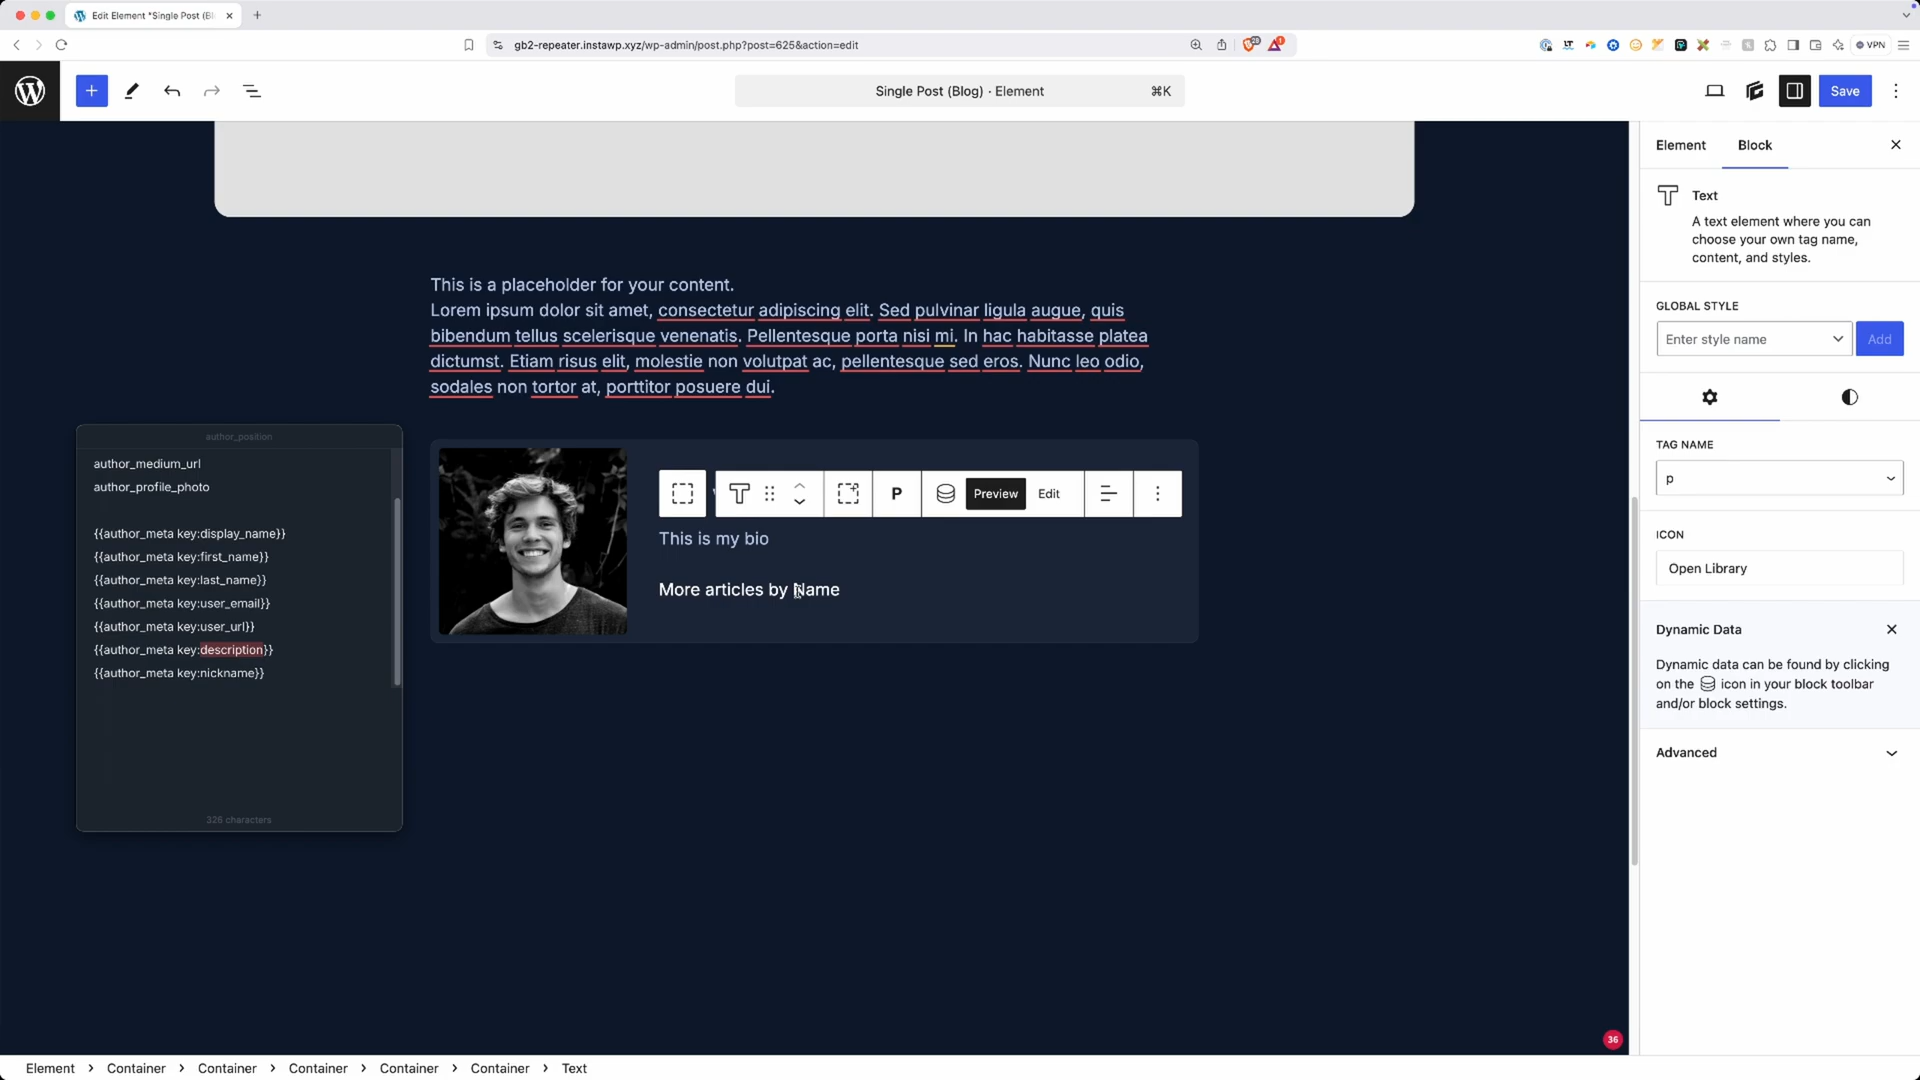 Edit Element "Single Post (Bl
gb2-repeater.instawp.xyz/wp-admin/post.php?post=625&action=edit
VPN
Single Post (Blog) · Element
⌘K
Save
Element
Block
Text
A text element where you can
choose your own tag name,
content, and styles.
GLOBAL STYLE
Enter style name
Add
TAG NAME
p
ICON
Open Library
Dynamic Data
Dynamic data can be found by clicking
on the icon in your block toolbar
and/or block settings.
Advanced
This is a placeholder for your content.
Lorem ipsum dolor sit amet, consectetur adipiscing elit. Sed pulvinar ligula augue, quis
bibendum tellus scelerisque venenatis. Pellentesque porta nisi mi. In hac habitasse platea
dictumst. Etiam risus elit, molestie non volutpat ac, pellentesque sed eros. Nunc leo odio,
sodales non tortor at, porttitor posuere dui.
author_position
author_medium_url
author_profile_photo
{{author_meta key:display_name}}
{{author_meta key:first_name}}
{{author_meta key:last_name}}
{{author_meta key:user_email}}
{{author_meta key:user_url}}
{{author_meta key:description}}
{{author_meta key:nickname}}
326 characters
P
Preview
Edit
This is my bio
More articles by Name
36
Element > Container > Container > Container > Container > Container > Text